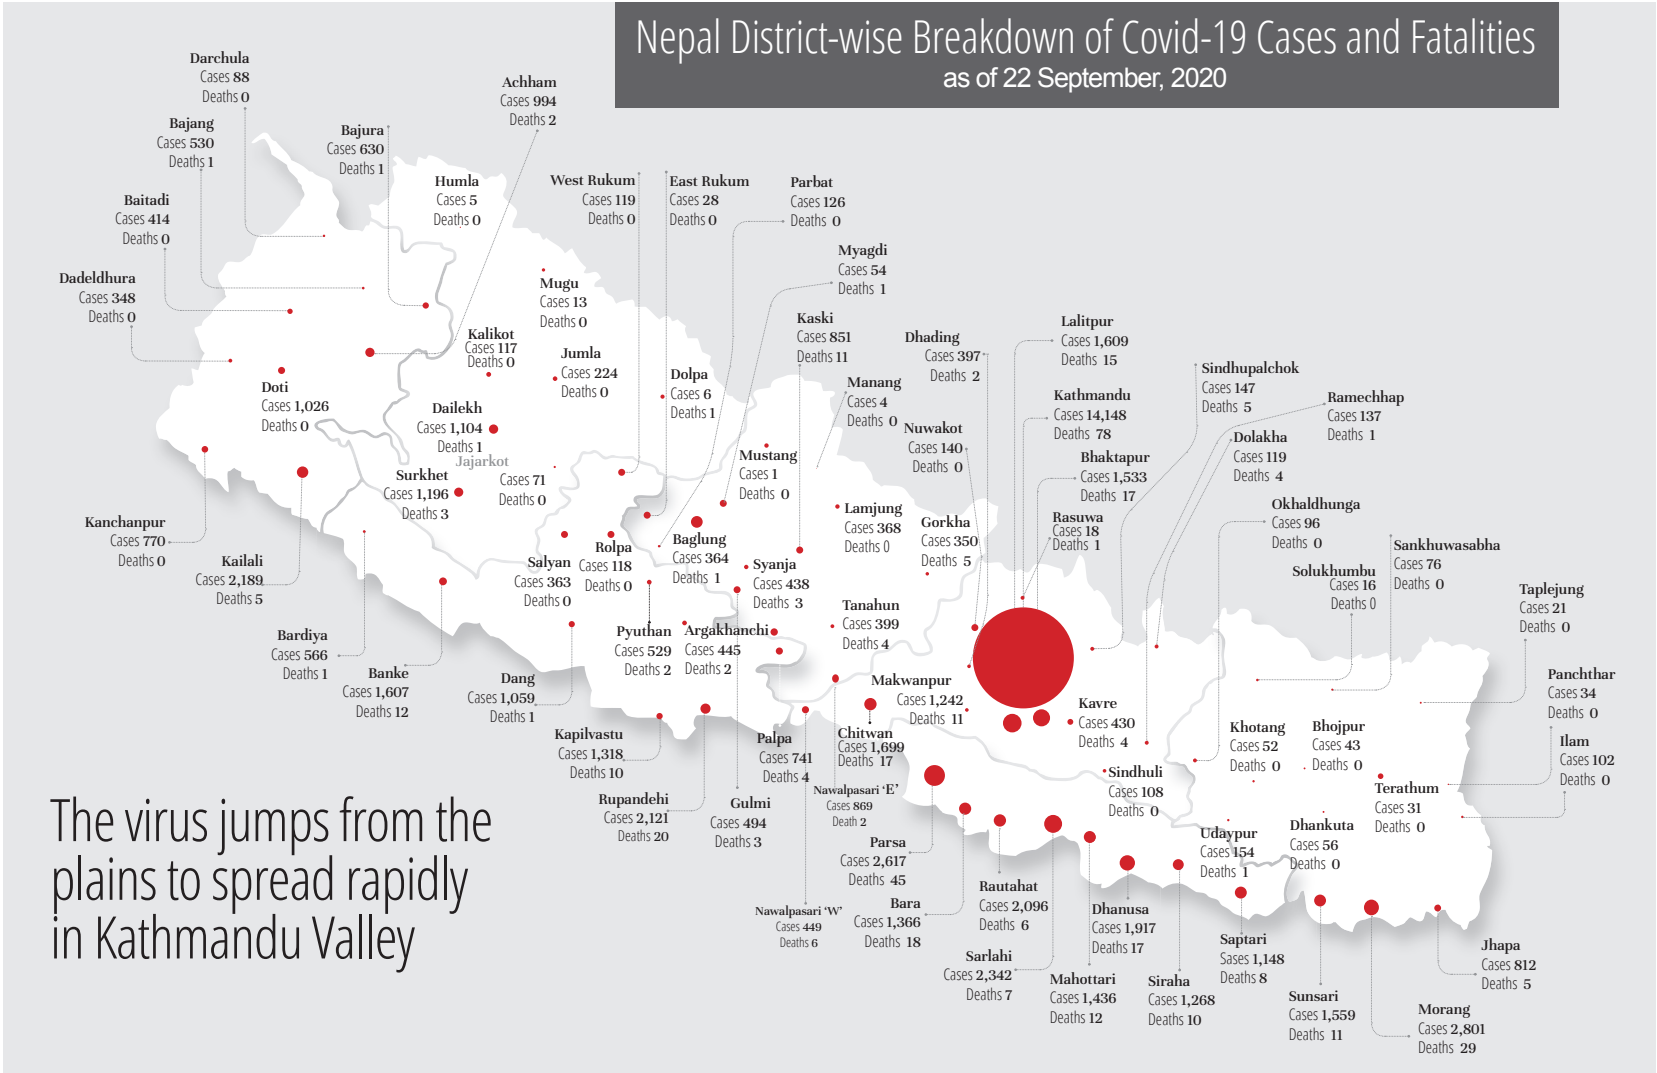 Nepal District-wise Breakdown of Covid-19 Cases and Fatalities
as of 22 September, 2020
Darchula
Cases 88
Deaths 0
Achham
Cases 994
Deaths 2
Bajang
Cases 530
Deaths 1
Bajura
Cases 630
Deaths 1
Baitadi
Cases 414
Deaths 0
Humla
Cases 5
Deaths 0
West Rukum
Cases 119
Deaths 0
East Rukum
Cases 28
Deaths 0
Parbat
Cases 126
Deaths 0
Myagdi
Cases 54
Deaths 1
Dadeldhura
Cases 348
Deaths 0
Mugu
Cases 13
Deaths 0
Kaski
Cases 851
Deaths 11
Kalikot
Cases 117
Deaths 0
Jumla
Cases 224
Deaths 0
Dolpa
Cases 6
Deaths 1
Manang
Cases 4
Deaths 0
Dhading
Cases 397
Deaths 2
Lalitpur
Cases 1,609
Deaths 15
Kathmandu
Cases 14,148
Deaths 78
Sindhupalchok
Cases 147
Deaths 5
Ramechhap
Cases 137
Deaths 1
Doti
Cases 1,026
Deaths 0
Dailekh
Cases 1,104
Deaths 1
Nuwakot
Cases 140
Deaths 0
Dolakha
Cases 119
Deaths 4
Bhaktapur
Cases 1,533
Deaths 17
Mustang
Cases 1
Deaths 0
Surkhet
Cases 1,196
Deaths 3
Jajarkot
Cases 71
Deaths 0
Okhaldhunga
Cases 96
Deaths 0
Kanchanpur
Cases 770
Deaths 0
Lamjung
Cases 368
Deaths 0
Gorkha
Cases 350
Deaths 5
Rasuwa
Cases 18
Deaths 1
Sankhuwasabha
Cases 76
Deaths 0
Kailali
Cases 2,189
Deaths 5
Salyan
Cases 363
Deaths 0
Rolpa
Cases 118
Deaths 0
Baglung
Cases 364
Deaths 1
Syanja
Cases 438
Deaths 3
Solukhumbu
Cases 16
Deaths 0
Taplejung
Cases 21
Deaths 0
Tanahun
Cases 399
Deaths 4
Bardiya
Cases 566
Deaths 1
Pyuthan
Cases 529
Deaths 2
Argakhanchi
Cases 445
Deaths 2
Banke
Cases 1,607
Deaths 12
Dang
Cases 1,059
Deaths 1
Makwanpur
Cases 1,242
Deaths 11
Panchthar
Cases 34
Deaths 0
Kavre
Cases 430
Deaths 4
Kapilvastu
Cases 1,318
Deaths 10
Palpa
Cases 741
Deaths 4
Chitwan
Cases 1,699
Deaths 17
Khotang
Cases 52
Deaths 0
Bhojpur
Cases 43
Deaths 0
Ilam
Cases 102
Deaths 0
Sindhuli
Cases 108
Deaths 0
Terathum
Cases 31
Deaths 0
Rupandehi
Cases 2,121
Deaths 20
Gulmi
Cases 494
Deaths 3
Nawalpasari ‘E’
Cases 869
Death 2
Udaypur
Cases 154
Deaths 1
Dhankuta
Cases 56
Deaths 0
Parsa
Cases 2,617
Deaths 45
Rautahat
Cases 2,096
Deaths 6
Nawalpasari ‘W’
Cases 449
Deaths 6
Bara
Cases 1,366
Deaths 18
Dhanusa
Cases 1,917
Deaths 17
Saptari
Sases 1,148
Deaths 8
Sarlahi
Cases 2,342
Deaths 7
Mahottari
Cases 1,436
Deaths 12
Siraha
Cases 1,268
Deaths 10
Sunsari
Cases 1,559
Deaths 11
Jhapa
Cases 812
Deaths 5
Morang
Cases 2,801
Deaths 29
The virus jumps from the
plains to spread rapidly
in Kathmandu Valley